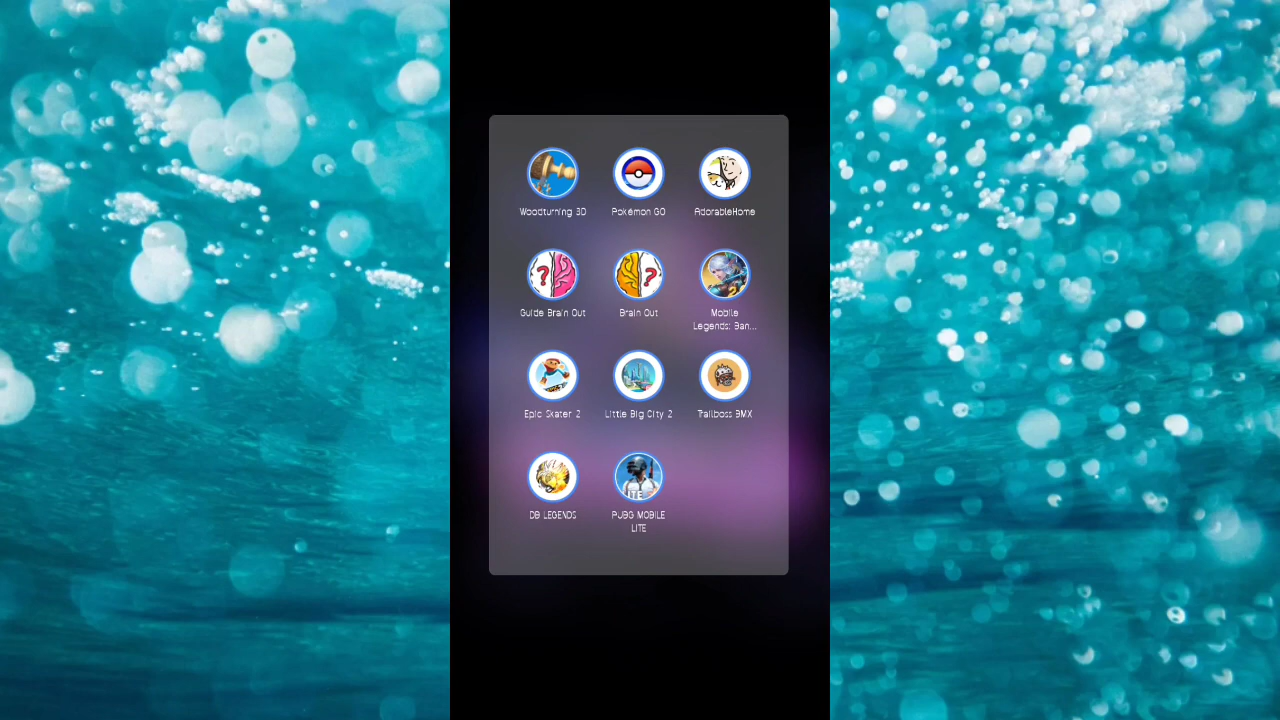 Woodturning 3D
Pokémon GO
AdorableHome
Guide Brain Out
Brain Out
Mobile
Legends: Ban...
Epic Skater 2
Little Big City 2
Trailboss BMX
DB LEGENDS
PUBG MOBILE
LITE